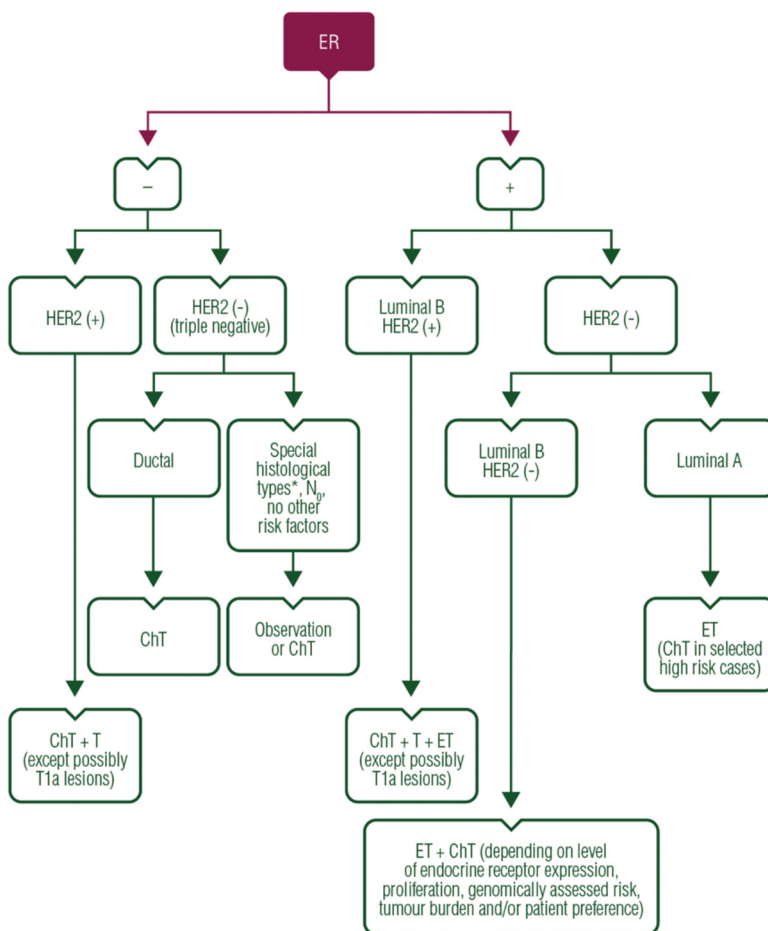 ER
–
+
HER2 (+)
HER2 (-)
(triple negative)
Luminal B
HER2 (+)
HER2 (-)
Ductal
Special
histological
types*, N0,
no other
risk factors
Luminal B
HER2 (-)
Luminal A
ChT
Observation
or ChT
ET
(ChT in selected
high risk cases)
ChT + T
(except possibly
T1a lesions)
ChT + T + ET
(except possibly
T1a lesions)
ET + ChT (depending on level
of endocrine receptor expression,
proliferation, genomically assessed risk,
tumour burden and/or patient preference)